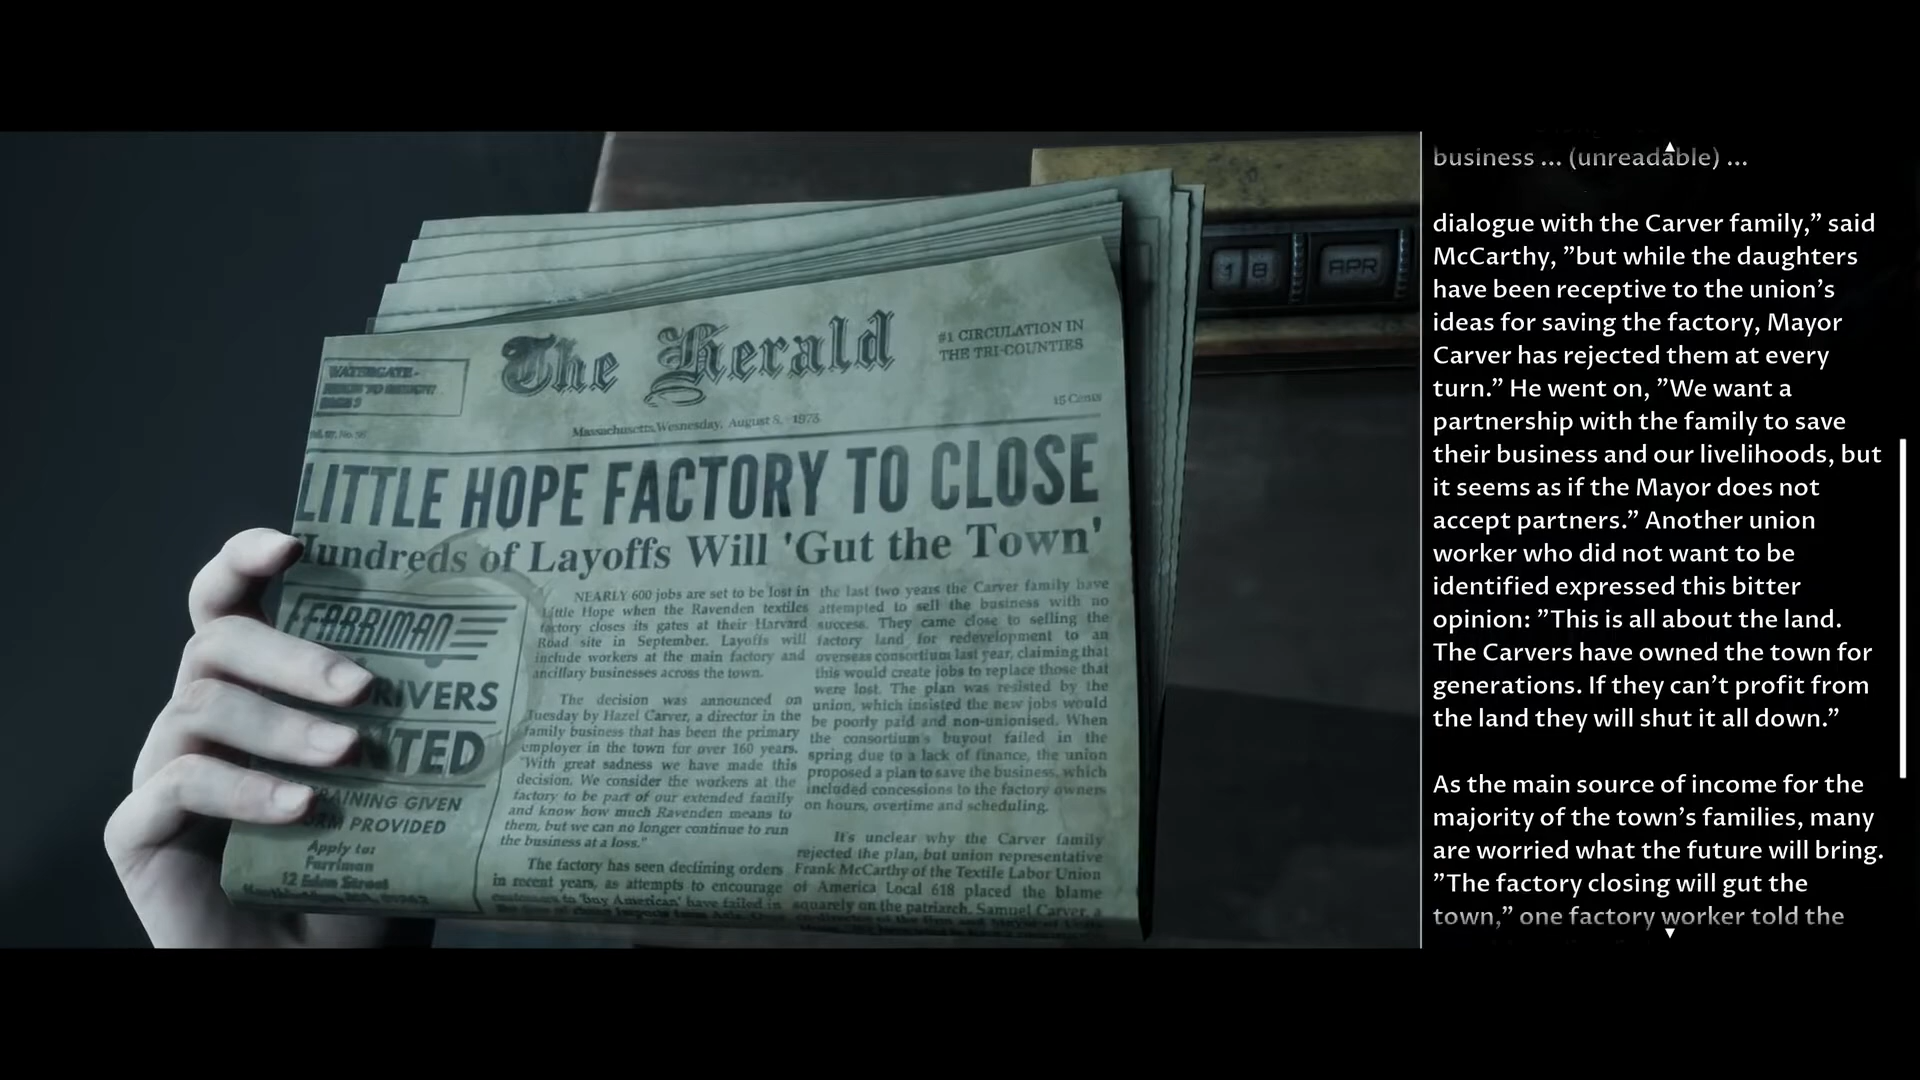 The Herald
#1 CIRCULATION IN
THE TRI-COUNTIES
WATERGATE-
15 Cents
Massachusetts, Wesnesday, August 8, 1973
LITTLE HOPE FACTORY TO CLOSE
Hundreds of Layoffs Will 'Gut the Town'
FERRIMAN
DRIVERS
TRAINING GIVEN
PROVIDED
Apply to:
Farriman
12 Eden Street
NEARLY 600 jobs are set to be lost in
Little Hope when the Ravenden textiles
factory closes its gates at their Harvard
Road site in September. Layoffs will
include workers at the main factory and
ancillary businesses across the town.
The decision was announced on
Tuesday by Hazel Carver, a director in the
family business that has been the primary
employer in the town for over 160 years.
"With great sadness we have made this
decision. We consider the workers at the
factory to be part of our extended family
and know how much Ravenden means to
them, but we can no longer continue to run
the business at a loss."
The factory has seen declining orders
in recent years, as attempts to encourage
customers to 'buy American' have failed in
the last two years the Carver family have
attempted to sell the business with no
success. They came close to selling the
factory land for redevelopment to an
overseas consortium last year, claiming that
this would create jobs to replace those that
were lost. The plan was resisted by the
union, which insisted the new jobs would
be poorly paid and non-unionised. When
the consortium's buyout failed in the
spring due to a lack of finance, the union
proposed a plan to save the business, which
included concessions to the factory owners
on hours, overtime and scheduling.
It's unclear why the Carver family
rejected the plan, but union representative
Frank McCarthy of the Textile Labor Union
of America Local 618 placed the blame
squarely on the patriarch, Samuel Carver, a
18 APR
business ... (unreadable) ...
dialogue with the Carver family,” said
McCarthy, ”but while the daughters
have been receptive to the union’s
ideas for saving the factory, Mayor
Carver has rejected them at every
turn.” He went on, ”We want a
partnership with the family to save
their business and our livelihoods, but
it seems as if the Mayor does not
accept partners.” Another union
worker who did not want to be
identified expressed this bitter
opinion: ”This is all about the land.
The Carvers have owned the town for
generations. If they can’t profit from
the land they will shut it all down.”
As the main source of income for the
majority of the town’s families, many
are worried what the future will bring.
”The factory closing will gut the
town,” one factory worker told the